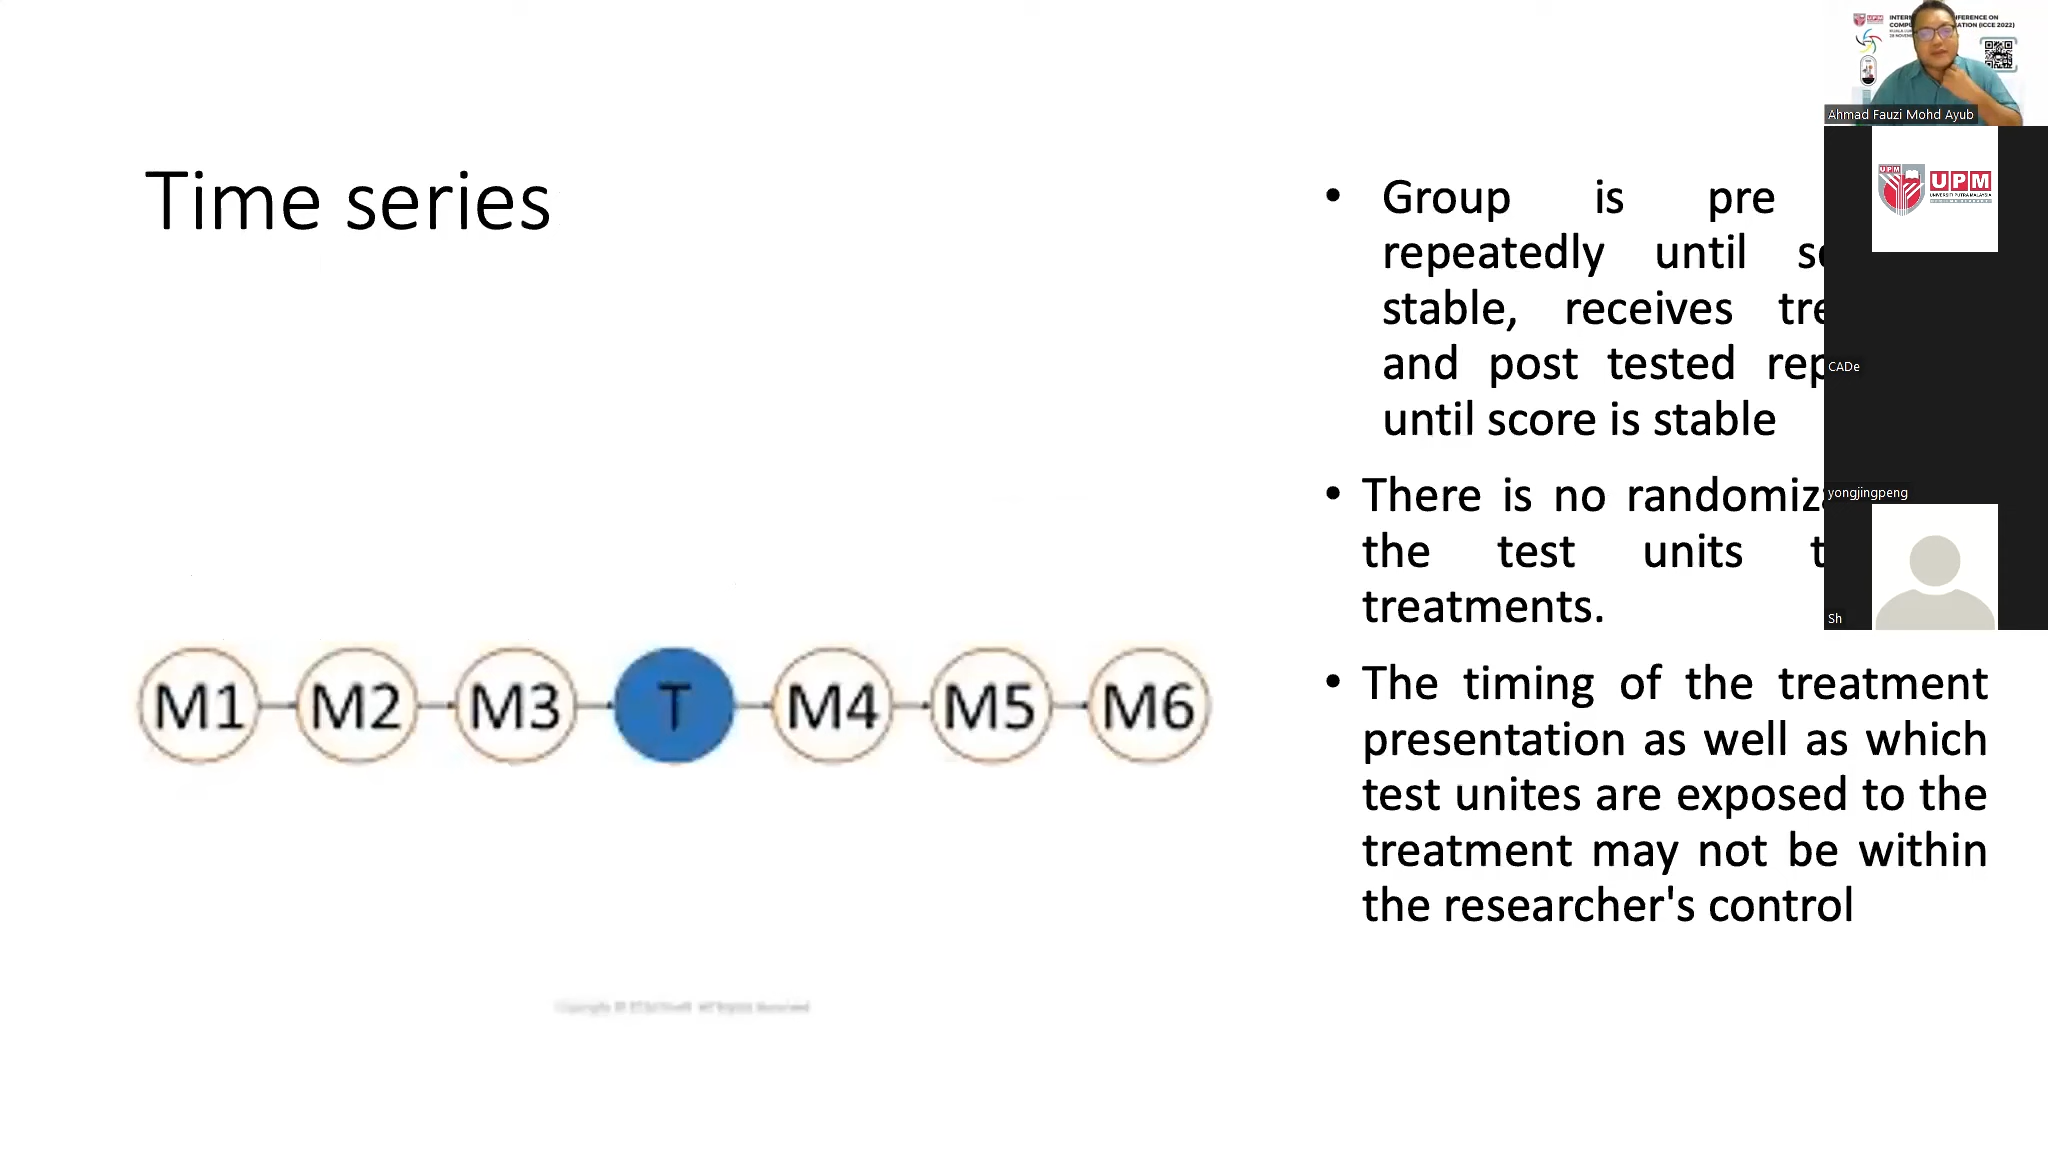 Time series
• Group is pre
repeatedly until
stable, receives
and post tested
until score is stable
• There is no
the test units
treatments.
• The timing of the treatment
presentation as well as which
test unites are exposed to the
treatment may not be within
the researcher's control
M1 M2 M3 T M4 M5 M6
Ahmad Fauzi Mohd Ayub
UPM
UPM
UNIVERSITI PUTRA MALAYSIA
CADe
yongjingpeng
Sh